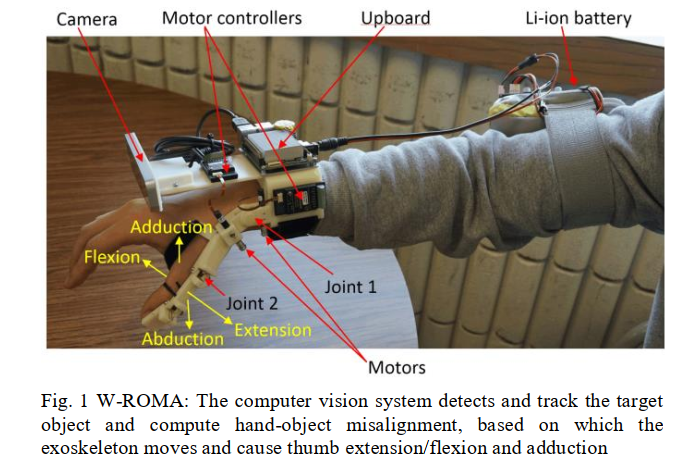 Camera Motor controllers Upboard Li-ion battery
Adduction
Flexion
Joint 1
Joint 2
Extension
Abduction
Motors
Fig. 1 W-ROMA: The computer vision system detects and track the target
object and compute hand-object misalignment, based on which the
exoskeleton moves and cause thumb extension/flexion and adduction